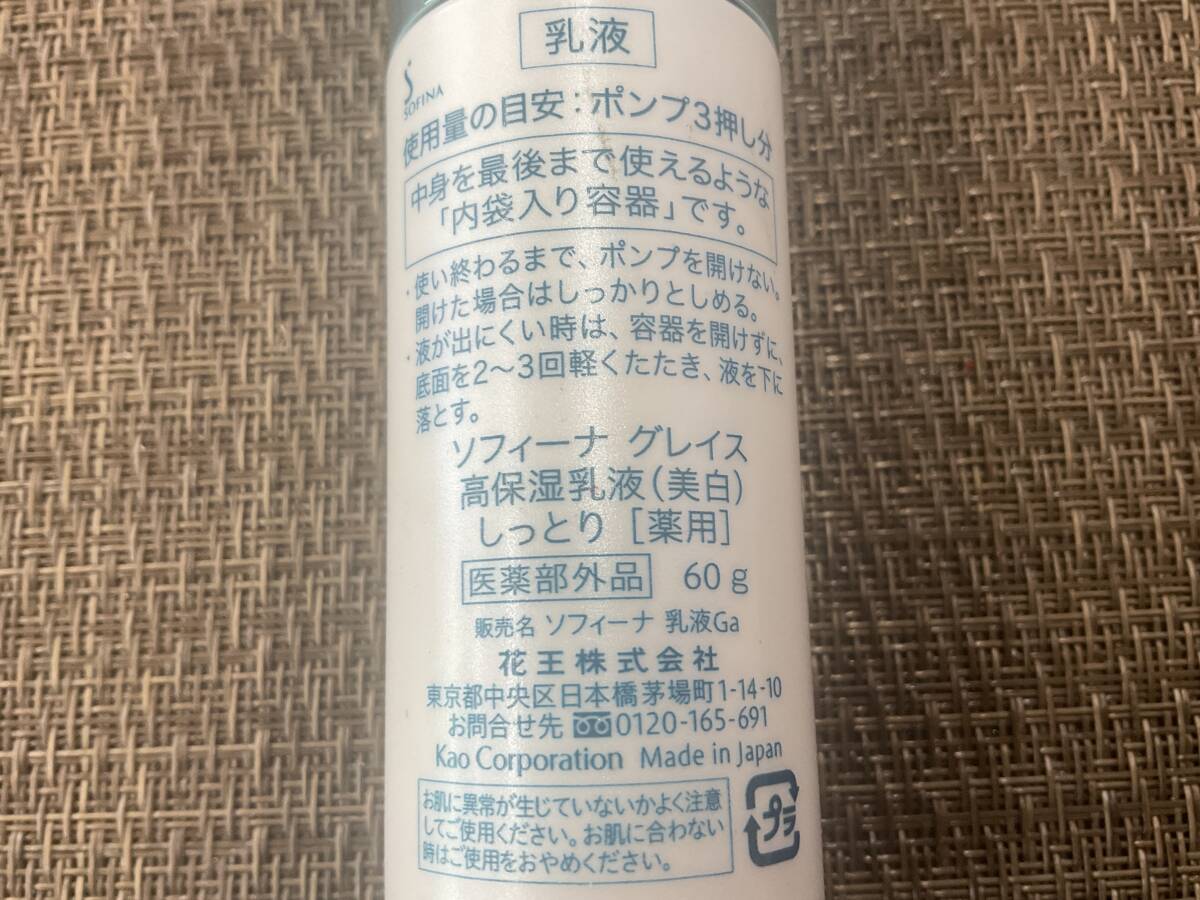 乳液
SOFINA
使用量の目安：ポンプ3押し分
中身を最後まで使えるような
「内袋入り容器」です。
・使い終わるまで、ポンプを開けない。
開けた場合はしっかりとしめる。
・液が出にくい時は、容器を開けずに、
底面を2〜3回軽くたたき、液を下に
落とす。
ソフィーナ グレイス
高保湿乳液(美白)
しっとり [薬用]
医薬部外品 60g
販売名 ソフィーナ 乳液Ga
花王株式会社
東京都中央区日本橋茅場町1-14-10
お問合せ先 0120-165-691
Kao Corporation Made in Japan
お肌に異常が生じていないかよく注意
してご使用ください。お肌に合わない
時はご使用をおやめください。
プラ